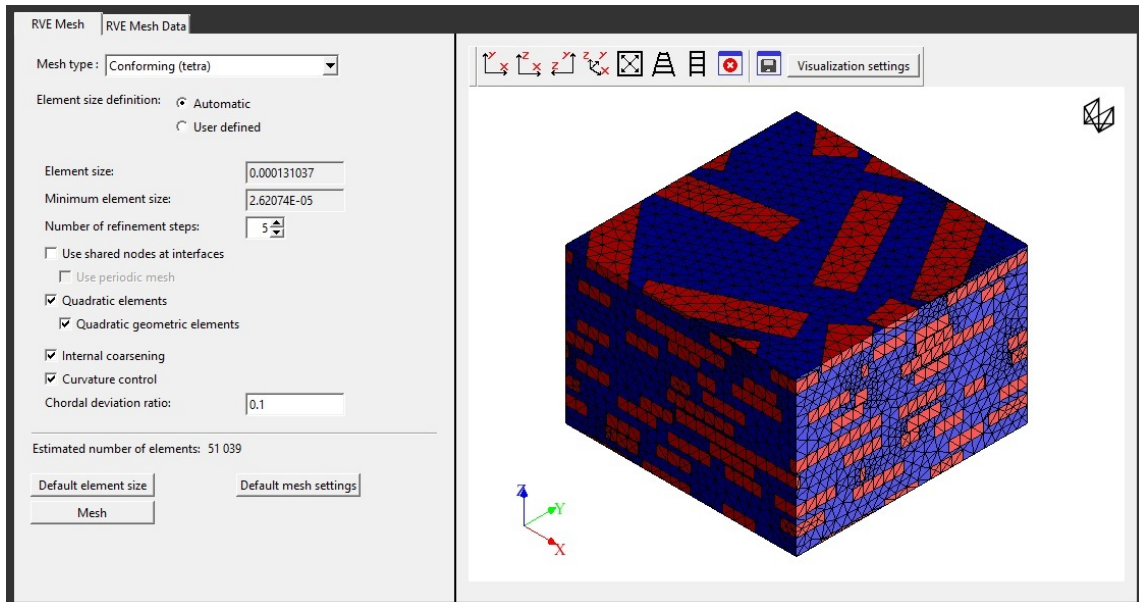 RVE Mesh RVE Mesh Data
Mesh type : Conforming (tetra)
Element size definition: Automatic
User defined
Element size: 0.000131037
Minimum element size: 2.62074E-05
Number of refinement steps: 5
Use shared nodes at interfaces
Use periodic mesh
Quadratic elements
Quadratic geometric elements
Internal coarsening
Curvature control
Chordal deviation ratio: 0.1
Estimated number of elements: 51 039
Default element size Default mesh settings
Mesh
Y X Z X Z Y Z Y X Visualization settings
Z
Y
X